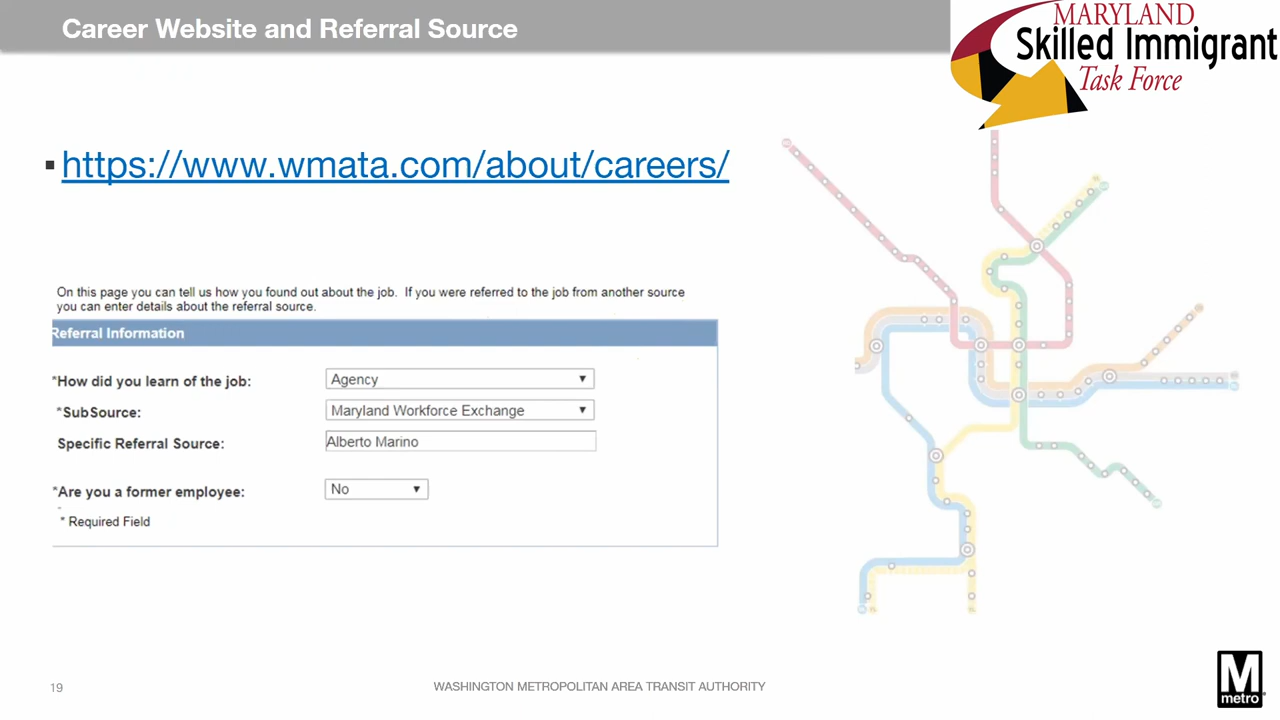 Career Website and Referral Source
MARYLAND
Skilled Immigrant
Task Force
https://www.wmata.com/about/careers/
On this page you can tell us how you found out about the job. If you were referred to the job from another source
you can enter details about the referral source.
Referral Information
*How did you learn of the job: Agency
*SubSource: Maryland Workforce Exchange
Specific Referral Source: Alberto Marino
*Are you a former employee: No
* Required Field
19
WASHINGTON METROPOLITAN AREA TRANSIT AUTHORITY
M
metro